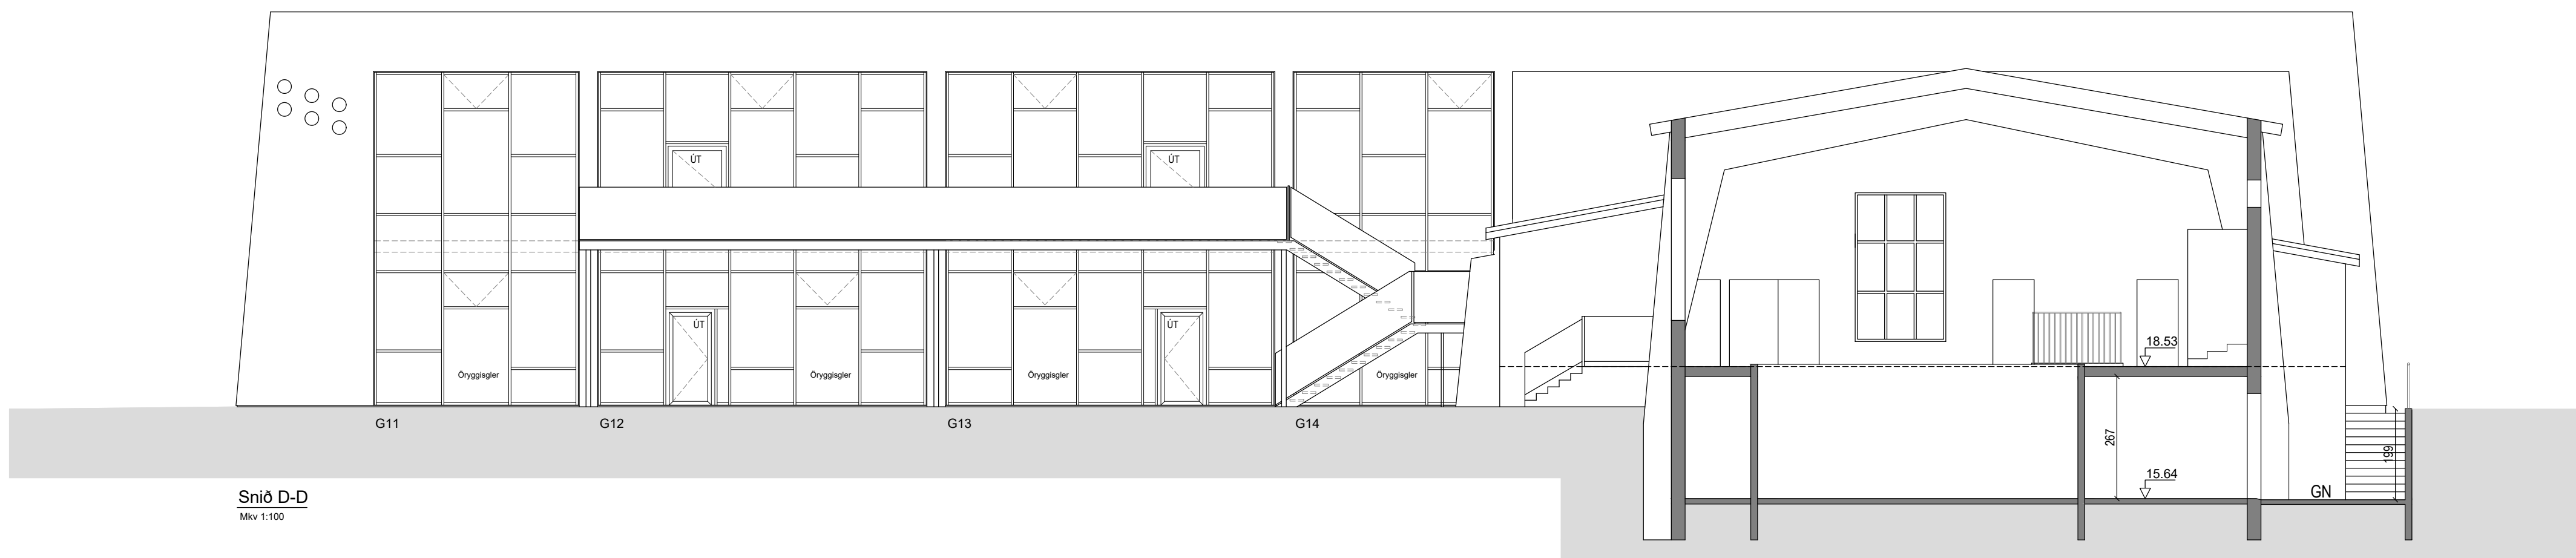 ÚT
ÚT
18.53
ÚT
ÚT
Öryggisgler
Öryggisgler
Öryggisgler
Öryggisgler
G11
G12
G13
G14
267
199
15.64
GN
Snið D-D
Mkv 1:100